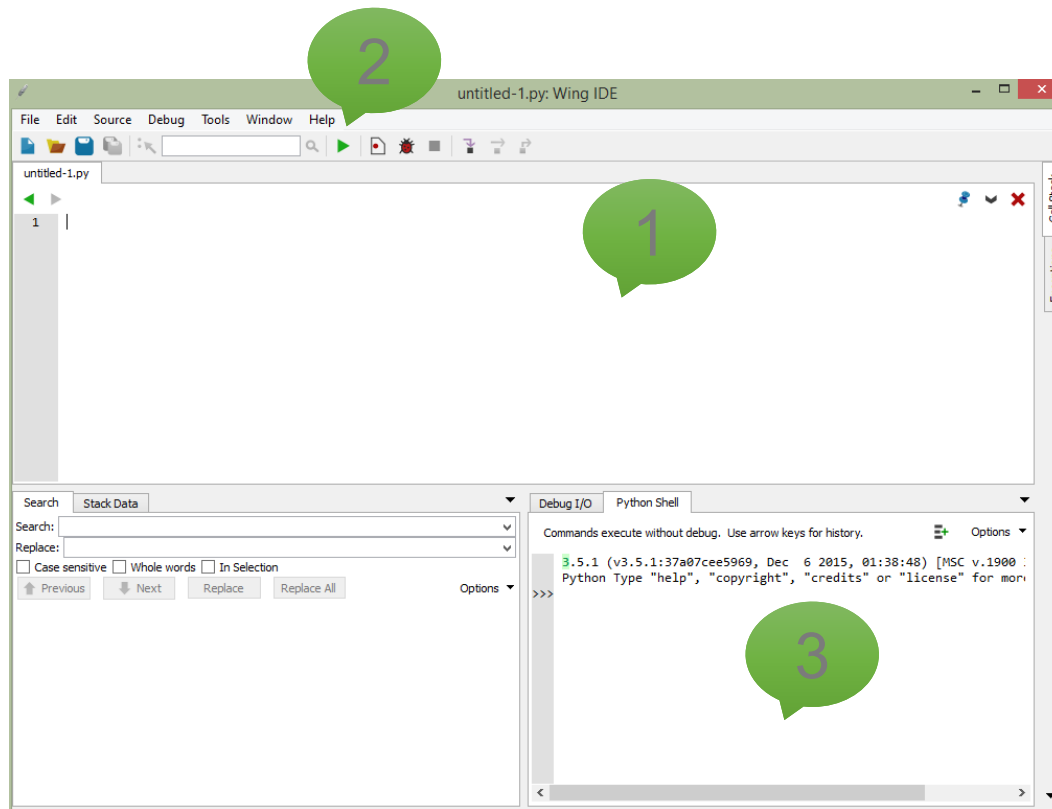 2
untitled-1.py: Wing IDE
File Edit Source Debug Tools Window Help
untitled-1.py
1
1
Search Stack Data
Debug I/O Python Shell
Search:
Commands execute without debug. Use arrow keys for history.
Options
Replace:
Case sensitive Whole words In Selection
Previous Next Replace Replace All Options
3.5.1 (v3.5.1:37a07cee5969, Dec 6 2015, 01:38:48) [MSC v.1900
Python Type "help", "copyright", "credits" or "license" for more
>>>
3